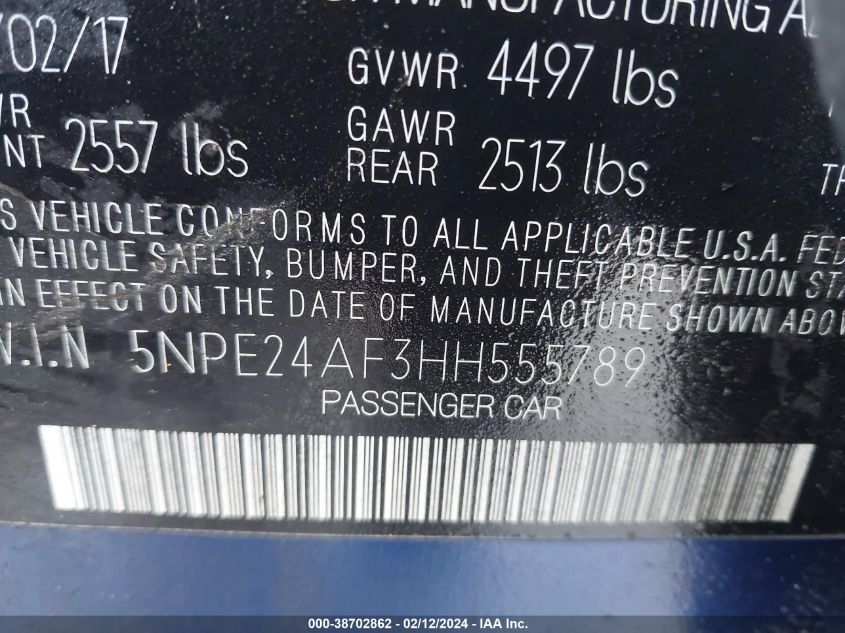 MANUFACTURING
/02/17
GVWR 4497 lbs
WR
NT 2557 lbs
GAWR
REAR 2513 lbs
S VEHICLE CONFORMS TO ALL APPLICABLE U.S.A. FED
VEHICLE SAFETY, BUMPER, AND THEFT PREVENTION STA
IN EFFECT ON THE DATE OF MANUFACTURE SHOWN ABOV
V.I.N 5NPE24AF3HH555789
PASSENGER CAR
000-38702862 - 02/12/2024 - IAA Inc.